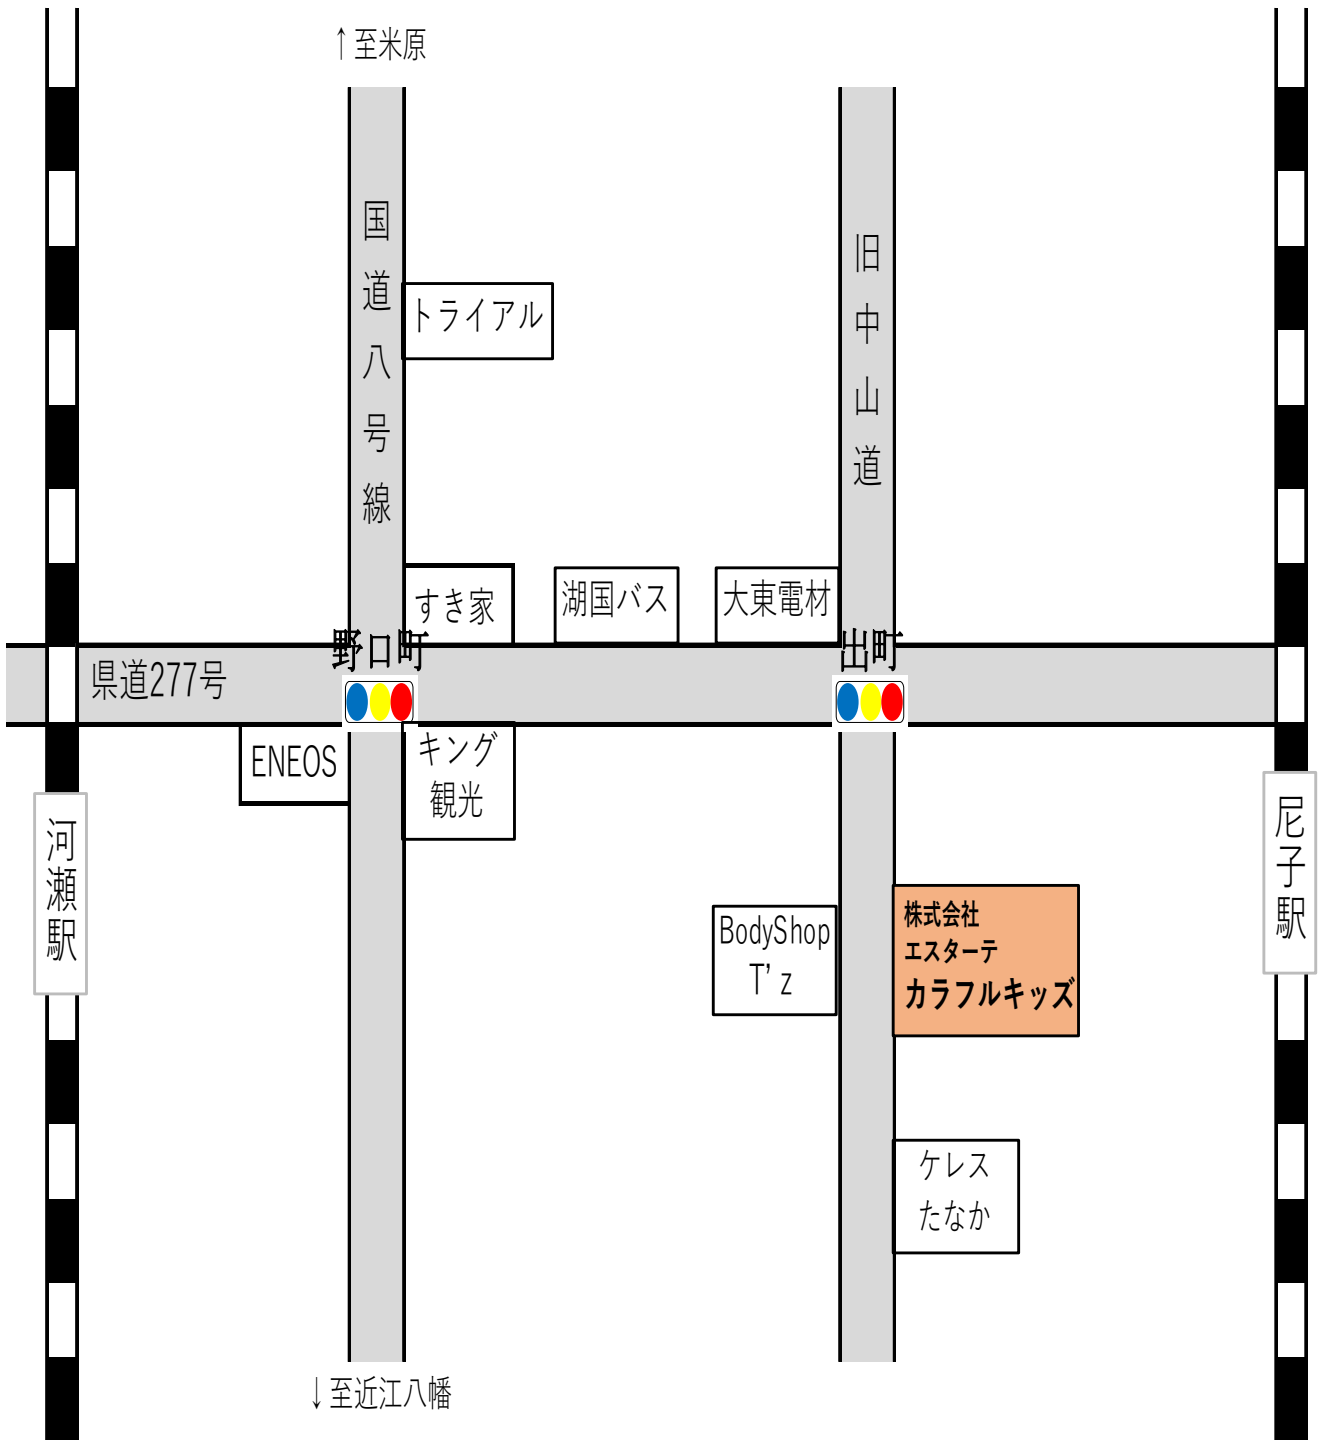 ↑至米原
国道八号線
旧中山道
トライアル
すき家
湖国バス
大東電材
野口町
出町
県道277号
ENEOS
キング
観光
河瀬駅
尼子駅
BodyShop
T’z
株式会社
エスターテ
カラフルキッズ
ケレス
たなか
↓至近江八幡